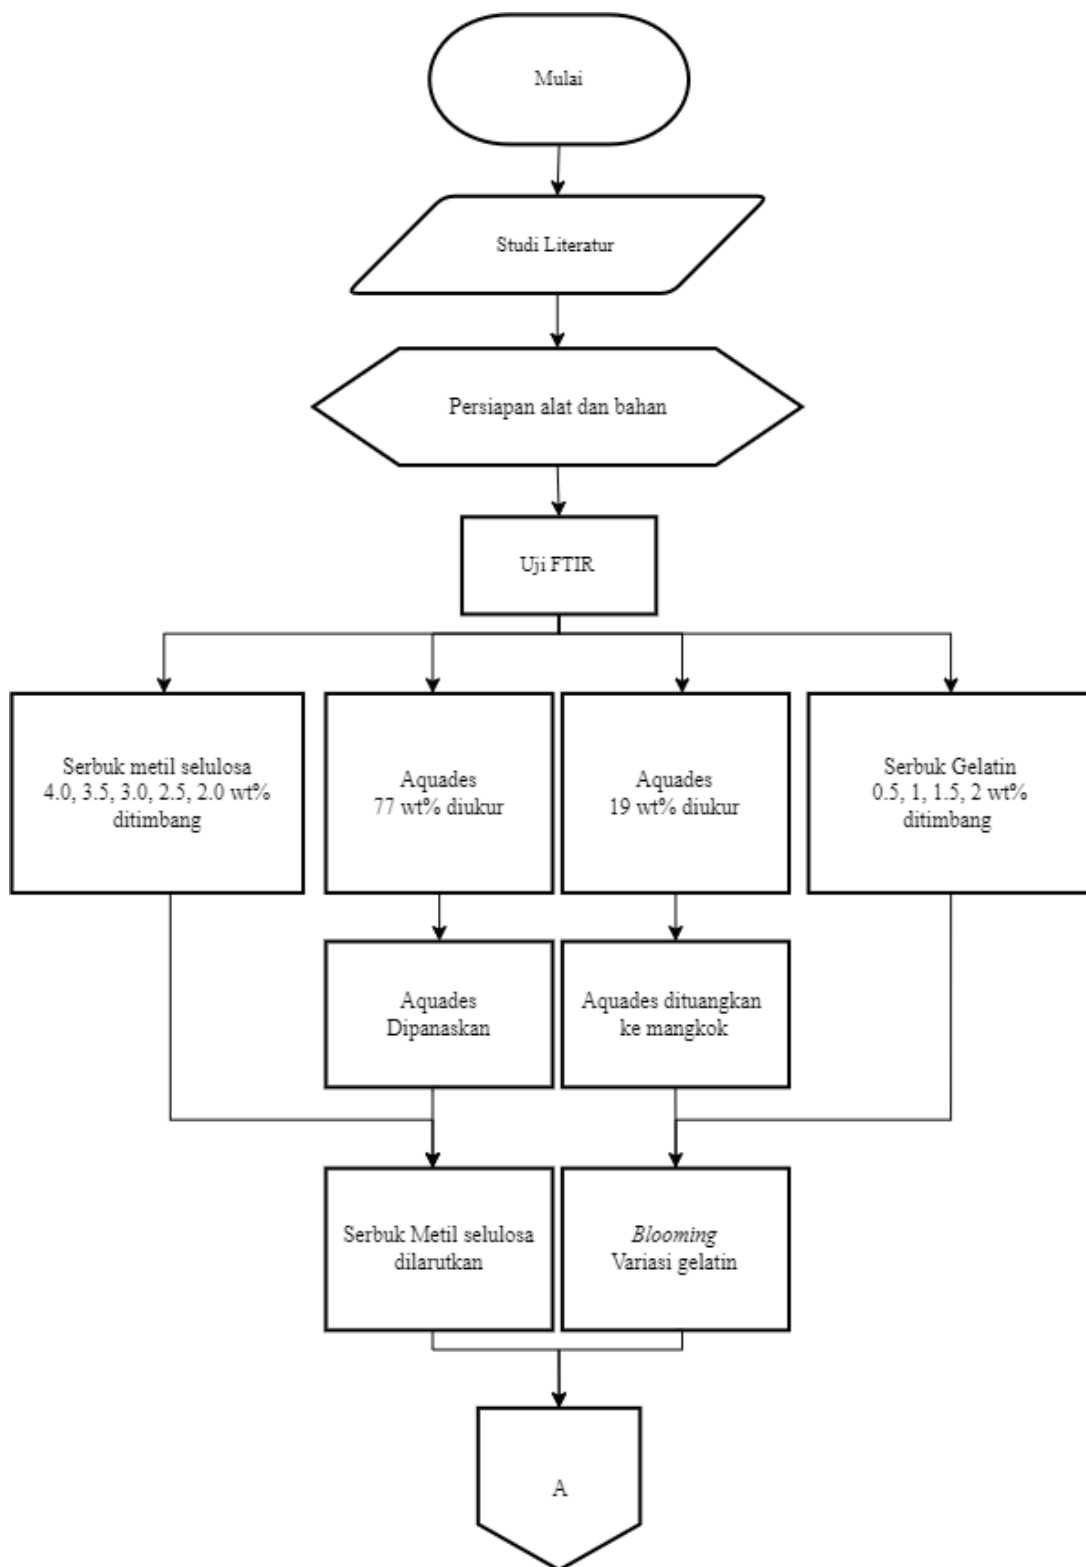 Mulai
Studi Literatur
Persiapan alat dan bahan
Uji FTIR
Serbuk metil selulosa
4.0, 3.5, 3.0, 2.5, 2.0 wt%
ditimbang
Aquades
77 wt% diukur
Aquades
19 wt% diukur
Serbuk Gelatin
0.5, 1, 1.5, 2 wt%
ditimbang
Aquades
Dipanaskan
Aquades dituangkan
ke mangkok
Serbuk Metil selulosa
dilarutkan
Blooming
Variasi gelatin
A